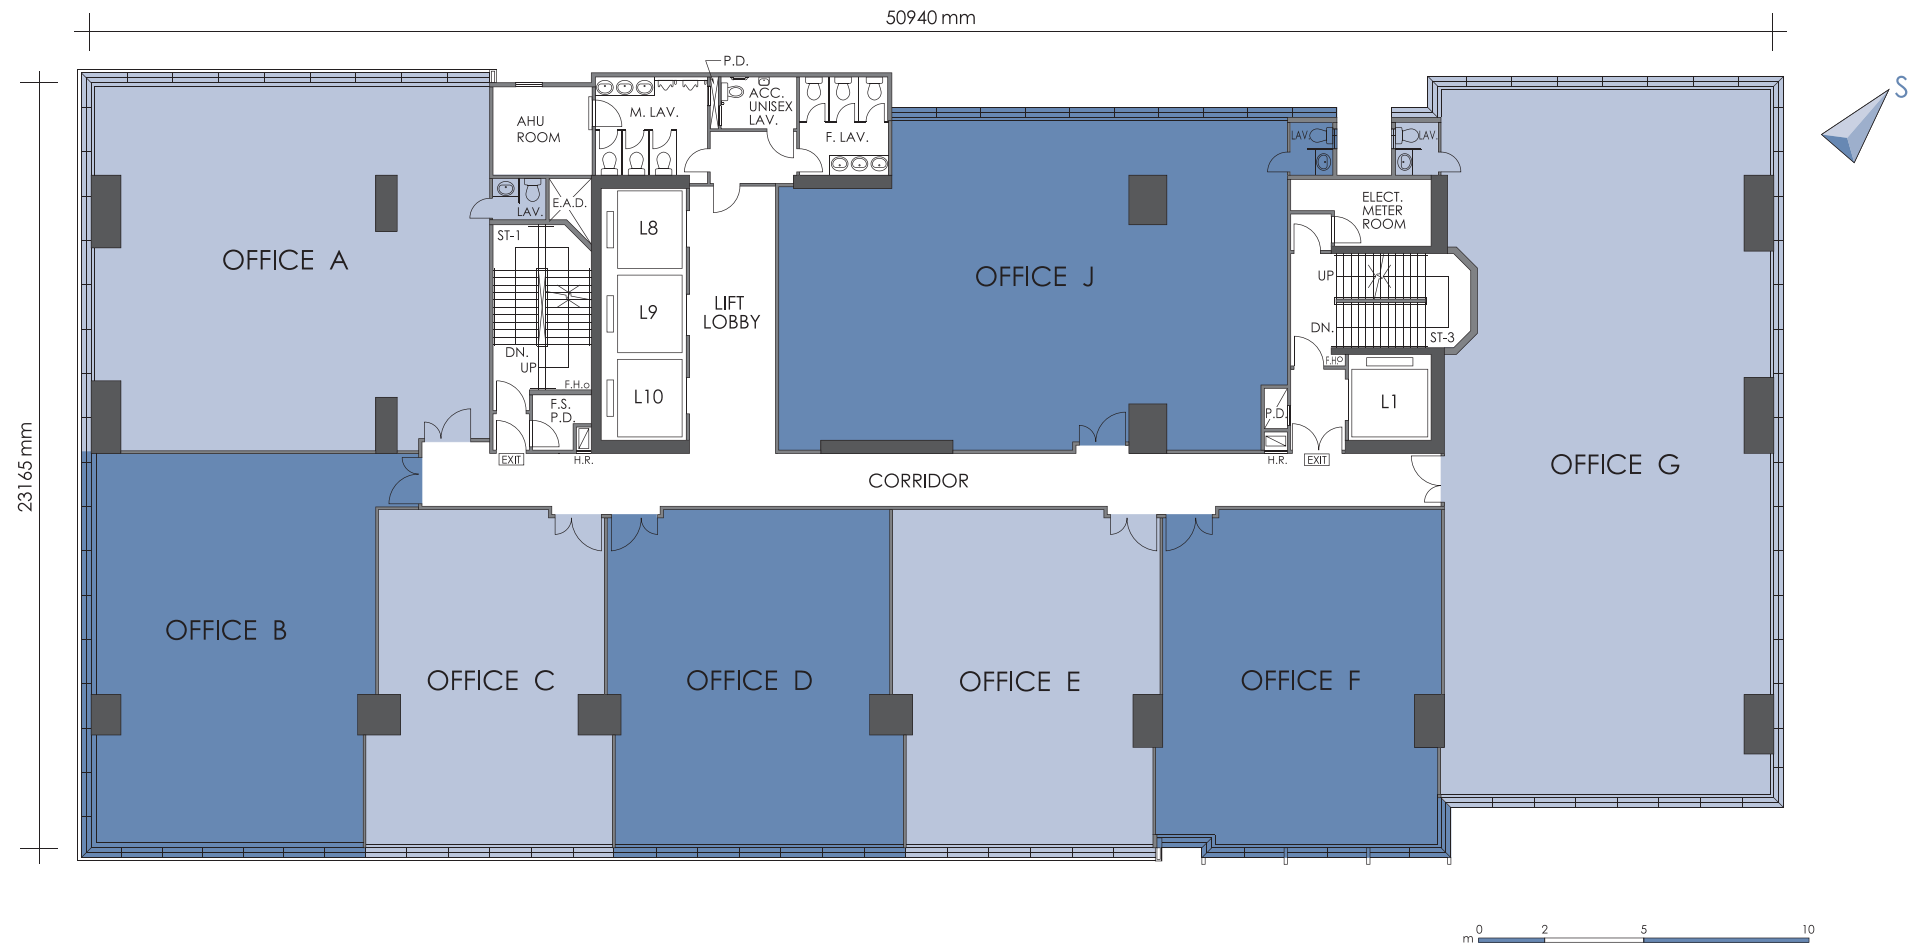 50940 mm
P.D.
S
ACC.
UNISEX
LAV.
M. LAV.
AHU
ROOM
F. LAV.
LAV.
LAV.
LAV.
E.A.D.
ELECT.
METER
ROOM
ST-1
L8
OFFICE A
OFFICE J
UP
LIFT
LOBBY
L9
DN.
ST-3
DN.
UP
F.H.
F.H.
L10
F.S.
P.D.
P.D.
L1
23165 mm
EXIT
H.R.
H.R.
EXIT
OFFICE G
CORRIDOR
OFFICE B
OFFICE C
OFFICE D
OFFICE E
OFFICE F
m 0 2 5 10